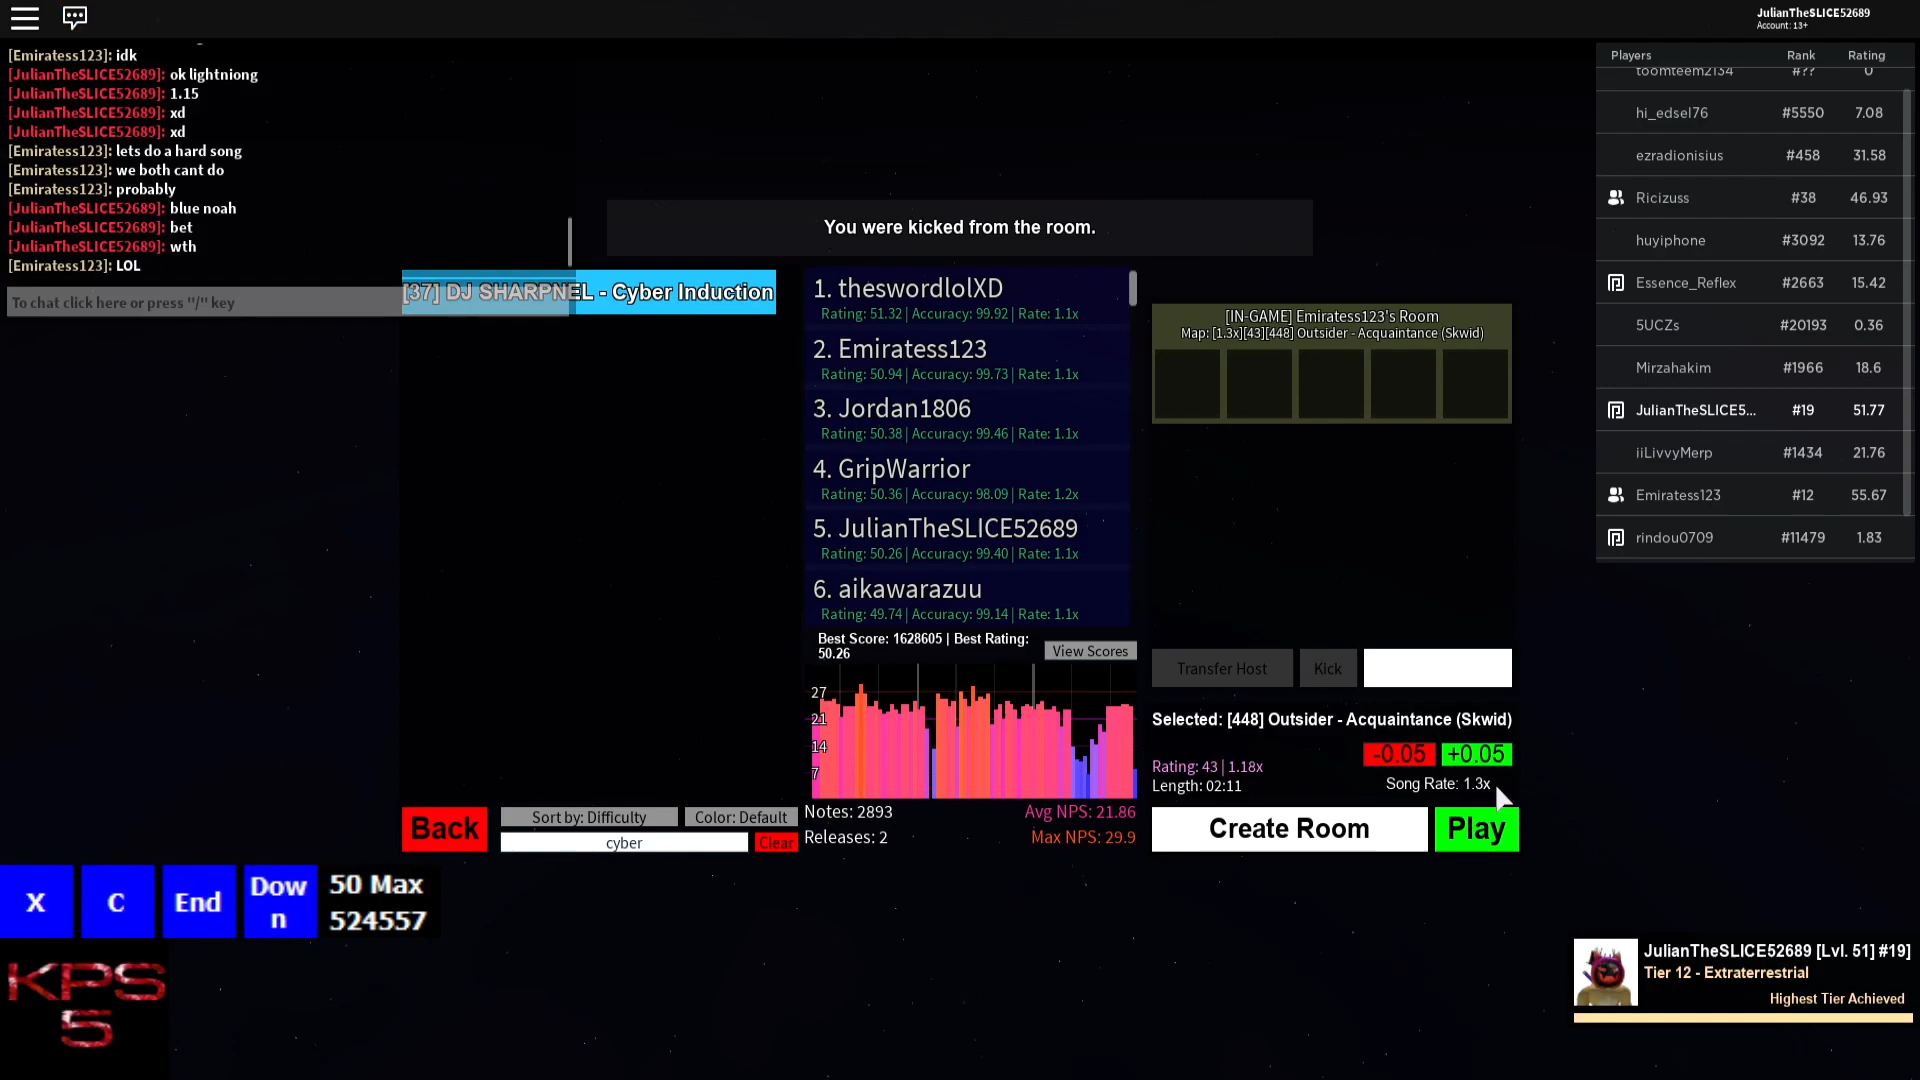 JulianTheSLICE52689
Account: 13+
[Emiratess123]: idk
[JulianTheSLICE52689]: ok lightniong
[JulianTheSLICE52689]: 1.15
[JulianTheSLICE52689]: xd
[JulianTheSLICE52689]: xd
[Emiratess123]: lets do a hard song
[Emiratess123]: we both cant do
[Emiratess123]: probably
[JulianTheSLICE52689]: blue noah
[JulianTheSLICE52689]: bet
[JulianTheSLICE52689]: wth
[Emiratess123]: LOL
To chat click here or press "/" key
You were kicked from the room.
[37] DJ SHARPNEL - Cyber Induction
1. theswordlolXD
Rating: 51.32 | Accuracy: 99.92 | Rate: 1.1x
2. Emiratess123
Rating: 50.94 | Accuracy: 99.73 | Rate: 1.1x
3. Jordan1806
Rating: 50.38 | Accuracy: 99.46 | Rate: 1.1x
4. GripWarrior
Rating: 50.36 | Accuracy: 98.09 | Rate: 1.2x
5. JulianTheSLICE52689
Rating: 50.26 | Accuracy: 99.40 | Rate: 1.1x
6. aikawarazuu
Rating: 49.74 | Accuracy: 99.14 | Rate: 1.1x
Best Score: 1628605 | Best Rating:
50.26
View Scores
27
21
14
7
Notes: 2893 Avg NPS: 21.86
Releases: 2 Max NPS: 29.9
[IN-GAME] Emiratess123's Room
Map: [1.3x][43][448] Outsider - Acquaintance (Skwid)
Transfer Host Kick
Selected: [448] Outsider - Acquaintance (Skwid)
-0.05 +0.05
Rating: 43 | 1.18x
Length: 02:11
Song Rate: 1.3x
Create Room Play
Back
Sort by: Difficulty Color: Default
cyber Clear
Players Rank Rating
toomteem2134 #?? 0
hi_edsel76 #5550 7.08
ezradionisius #458 31.58
Ricizuss #38 46.93
huyiphone #3092 13.76
Essence_Reflex #2663 15.42
5UCZs #20193 0.36
Mirzahakim #1966 18.6
JulianTheSLICE5... #19 51.77
iiLivvyMerp #1434 21.76
Emiratess123 #12 55.67
rindou0709 #11479 1.83
X C End Dow
n
50 Max
524557
KPS
5
JulianTheSLICE52689 [Lvl. 51] #19]
Tier 12 - Extraterrestrial
Highest Tier Achieved